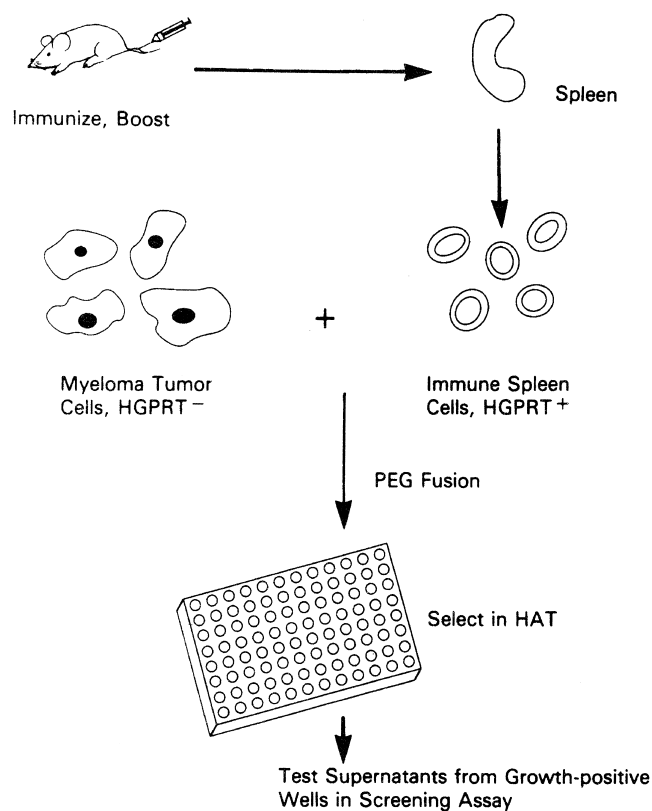 Immunize, Boost
Spleen
+
Myeloma Tumor
Cells, HGPRT −
Immune Spleen
Cells, HGPRT +
PEG Fusion
Select in HAT
Test Supernatants from Growth-positive
Wells in Screening Assay